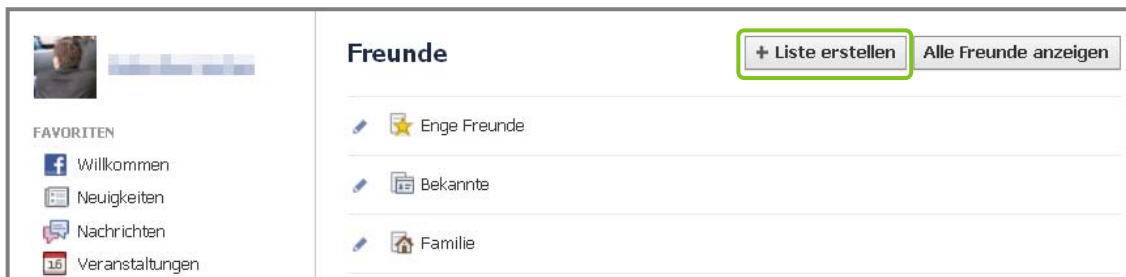 Freunde
+ Liste erstellen
Alle Freunde anzeigen
FAVORITEN
Willkommen
Neuigkeiten
Nachrichten
16
Veranstaltungen
Enge Freunde
Bekannte
Familie